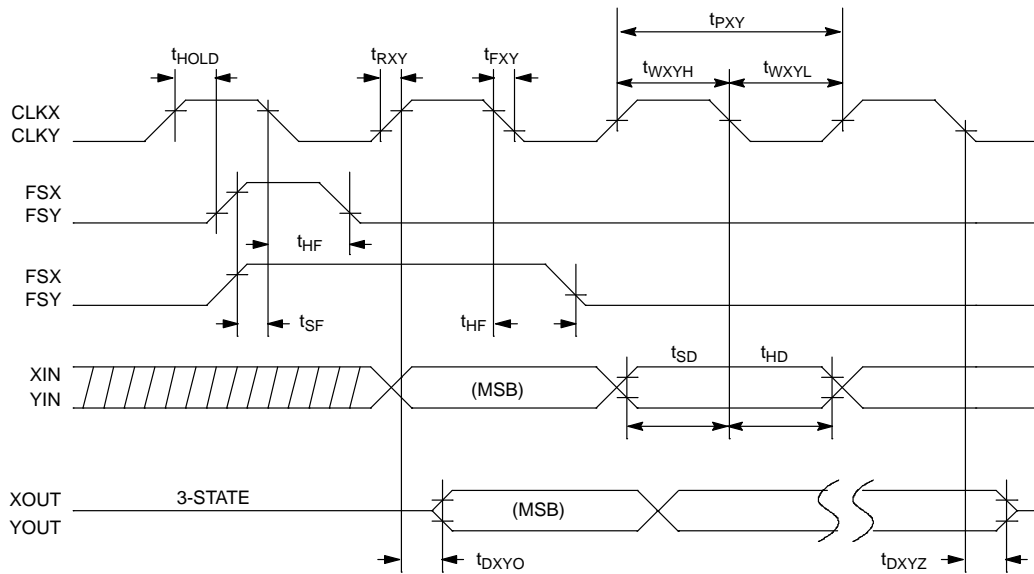 tPXY
tHOLD tRXY tFXY tWXYH tWXYL
CLKX
CLKY
FSX
FSY
tHF
FSX
FSY
tSF tHF
tSD tHD
XIN
YIN
(MSB)
XOUT
YOUT
3-STATE
(MSB)
tDXYO tDXYZ